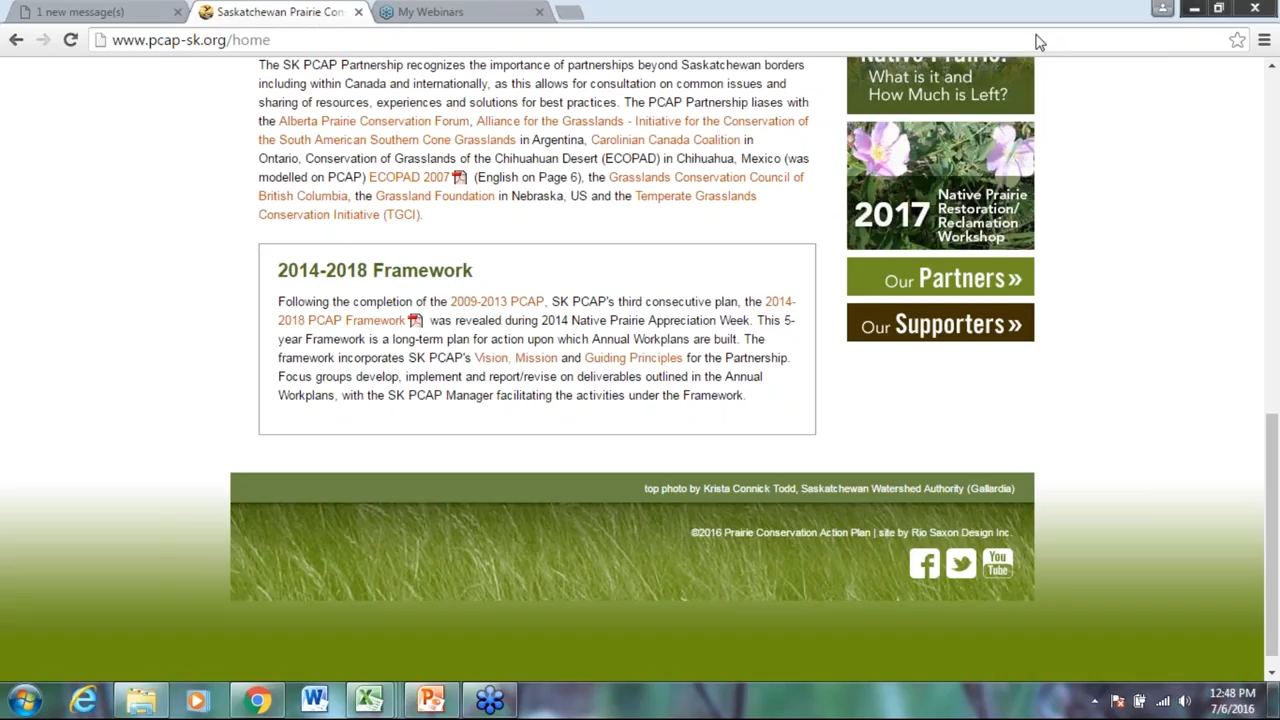 1 new message(s)
Saskatchewan Prairie Con
My Webinars
www.pcap-sk.org/home
The SK PCAP Partnership recognizes the importance of partnerships beyond Saskatchewan borders
including within Canada and internationally, as this allows for consultation on common issues and
sharing of resources, experiences and solutions for best practices. The PCAP Partnership liases with
the Alberta Prairie Conservation Forum, Alliance for the Grasslands - Initiative for the Conservation of
the South American Southern Cone Grasslands in Argentina, Carolinian Canada Coalition in
Ontario, Conservation of Grasslands of the Chihuahuan Desert (ECOPAD) in Chihuahua, Mexico (was
modelled on PCAP) ECOPAD 2007 (English on Page 6), the Grasslands Conservation Council of
British Columbia, the Grassland Foundation in Nebraska, US and the Temperate Grasslands
Conservation Initiative (TGCI).
2014-2018 Framework
Following the completion of the 2009-2013 PCAP, SK PCAP's third consecutive plan, the 2014-
2018 PCAP Framework was revealed during 2014 Native Prairie Appreciation Week. This 5-
year Framework is a long-term plan for action upon which Annual Workplans are built. The
framework incorporates SK PCAP's Vision, Mission and Guiding Principles for the Partnership.
Focus groups develop, implement and report/revise on deliverables outlined in the Annual
Workplans, with the SK PCAP Manager facilitating the activities under the Framework.
Native Prairie:
What is it and
How Much is Left?
2017 Native Prairie
Restoration/
Reclamation
Workshop
Our Partners»
Our Supporters»
top photo by Krista Connick Todd, Saskatchewan Watershed Authority (Gallardia)
©2016 Prairie Conservation Action Plan | site by Rio Saxon Design Inc.
You
Tube
12:48 PM
7/6/2016